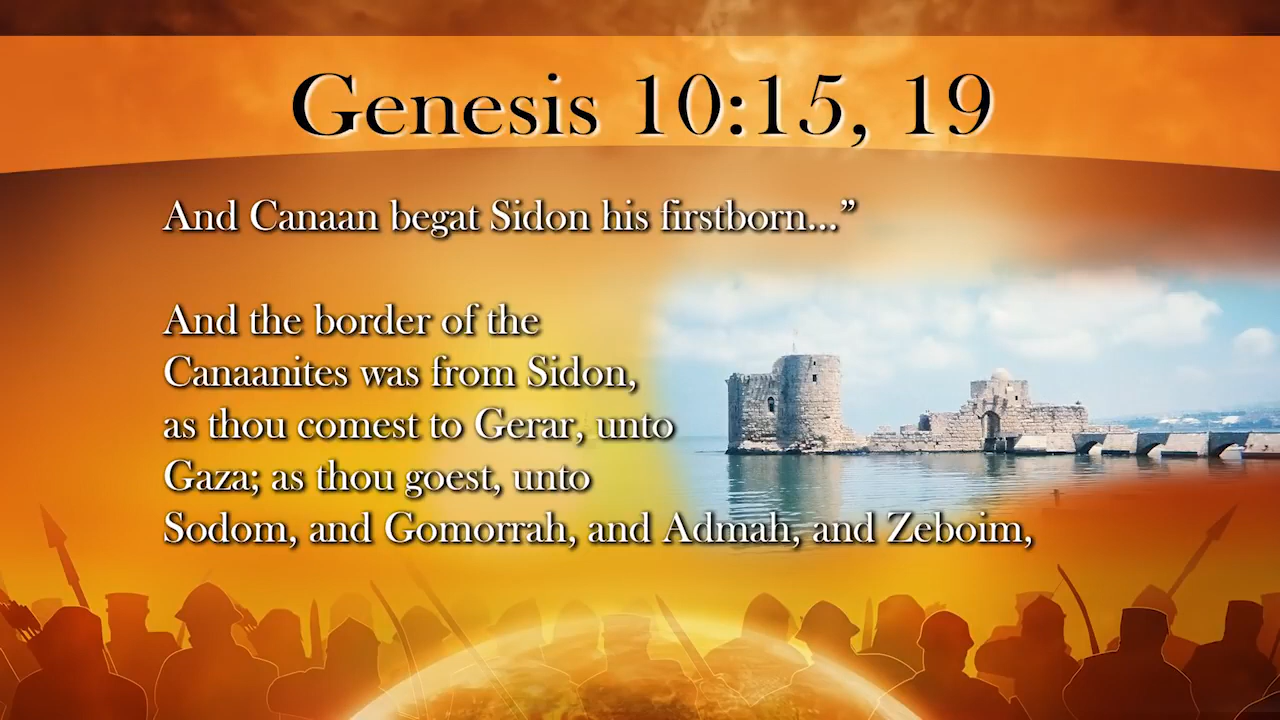 Genesis 10:15, 19
And Canaan begat Sidon his firstborn...”
And the border of the
Canaanites was from Sidon,
as thou comest to Gerar, unto
Gaza; as thou goest, unto
Sodom, and Gomorrah, and Admah, and Zeboim,